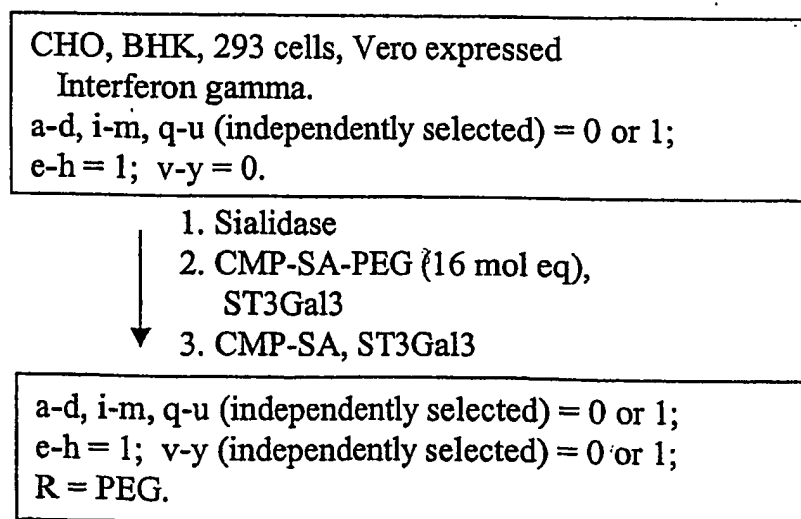 CHO, BHK, 293 cells, Vero expressed
Interferon gamma.
a-d, i-m, q-u (independently selected) = 0 or 1;
e-h = 1; v-y = 0.
1. Sialidase
2. CMP-SA-PEG (16 mol eq),
ST3Gal3
3. CMP-SA, ST3Gal3
a-d, i-m, q-u (independently selected) = 0 or 1;
e-h = 1; v-y (independently selected) = 0 or 1;
R = PEG.